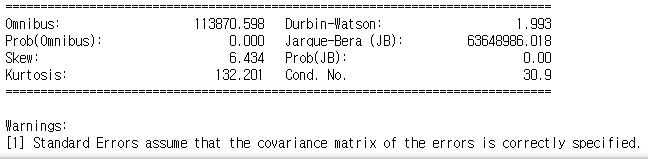 ==============================================================================
Omnibus: 113870.598 Durbin-Watson: 1.993
Prob(Omnibus): 0.000 Jarque-Bera (JB): 63648986.018
Skew: 6.434 Prob(JB): 0.00
Kurtosis: 132.201 Cond. No. 30.9
==============================================================================
Warnings:
[1] Standard Errors assume that the covariance matrix of the errors is correctly specified.